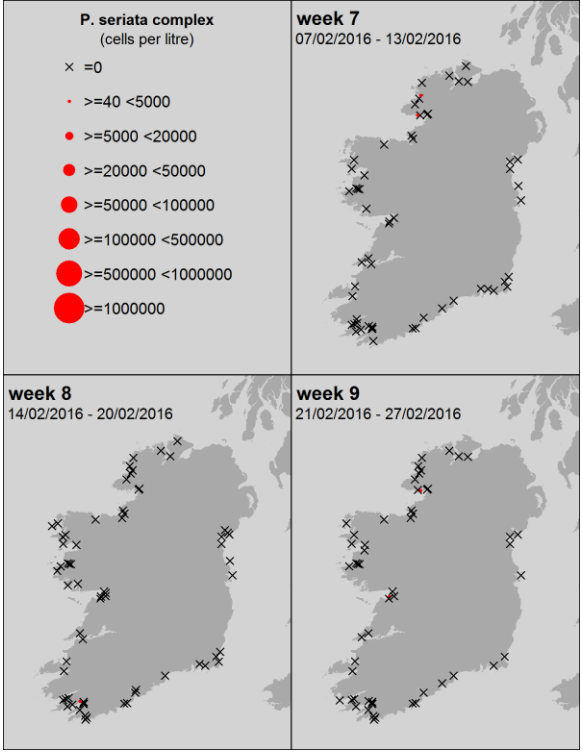 P. seriata complex
(cells per litre)
=0
>=40 <5000
>=5000 <20000
>=20000 <50000
>=50000 <100000
>=100000 <500000
>=500000 <1000000
>=1000000
week 7
07/02/2016 - 13/02/2016
week 8
14/02/2016 - 20/02/2016
week 9
21/02/2016 - 27/02/2016